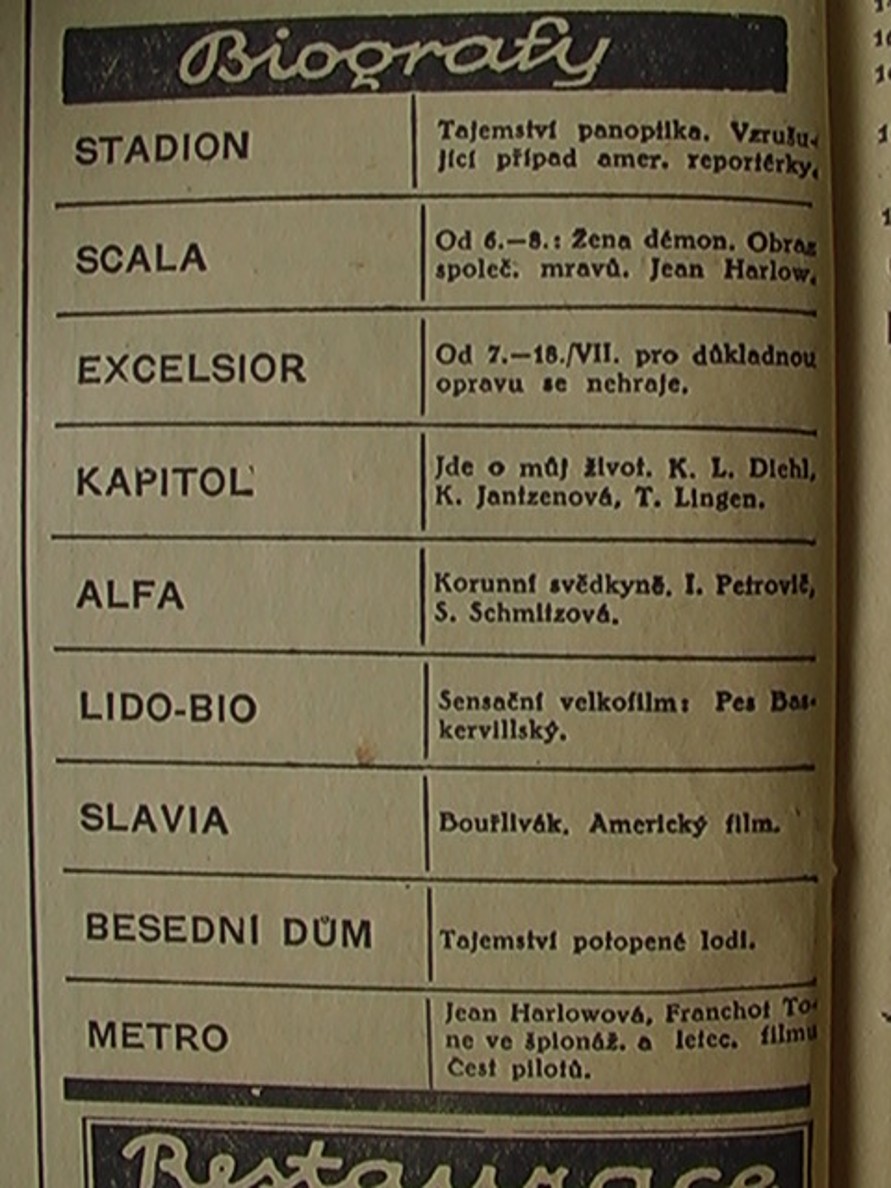 Biografy
STADION
Tajemství panoptika. Vzrušu-
jící případ amer. reportérky.
SCALA
Od 6.—8.: Žena démon. Obraz
společ. mravů. Jean Harlow.
EXCELSIOR
Od 7.—18./VII. pro důkladnou
opravu se nehraje.
KAPITOL
Jde o můj život. K. L. Diehl,
K. Jantzenová, T. Lingen.
ALFA
Korunní svědkyně. I. Petrovič,
S. Schmitzová.
LIDO-BIO
Sensační velkofilm: Pes Bas-
kervillský.
SLAVIA
Bouřlivák. Americký film.
BESEDNÍ DŮM
Tajemství potopené lodi.
METRO
Jean Harlowová, Franchot To-
ne ve špionáž. a letec. filmu
Čest pilotů.
Restaurace